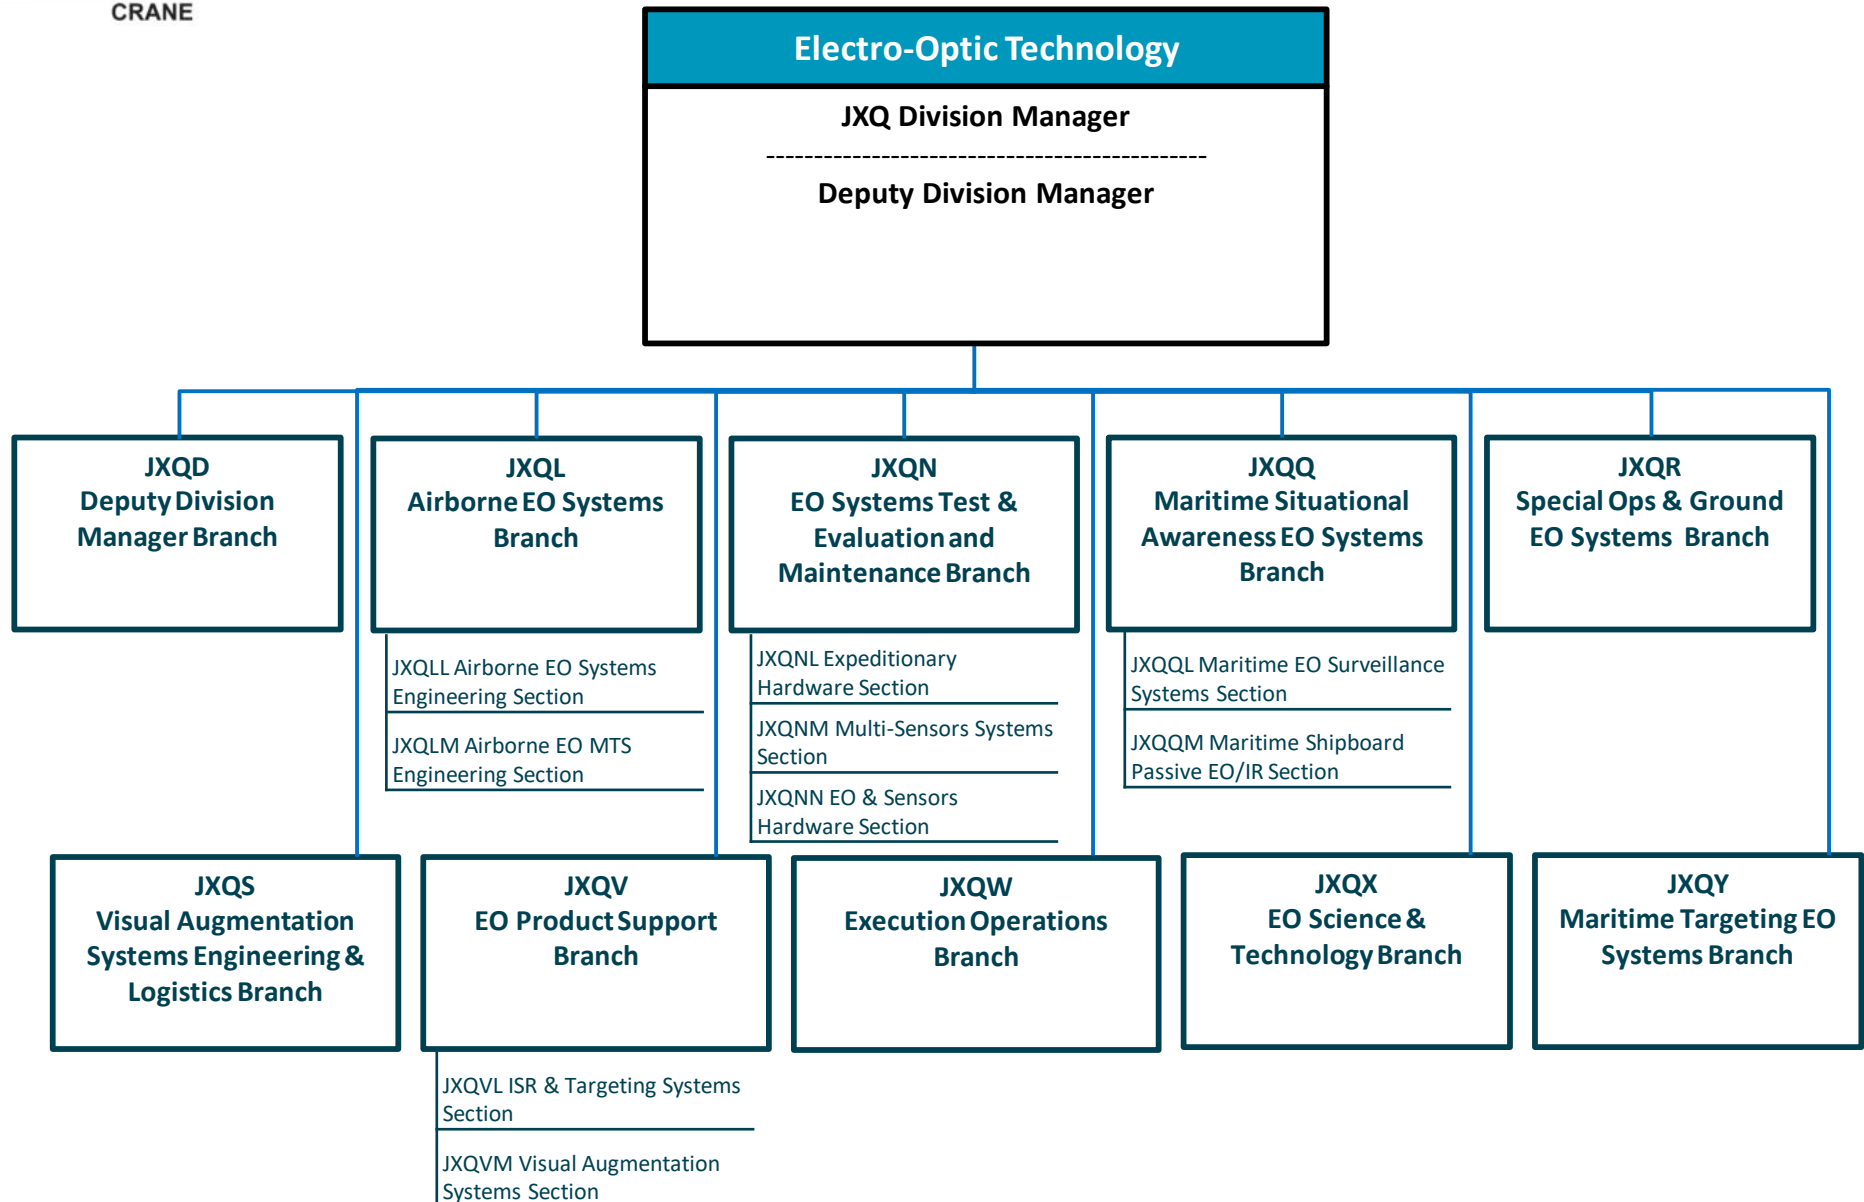 CRANE
Electro-Optic Technology
JXQ Division Manager
----------------------------------------------
Deputy Division Manager
JXQD
Deputy Division
Manager Branch
JXQL
Airborne EO Systems
Branch
JXQN
EO Systems Test &
Evaluation and
Maintenance Branch
JXQQ
Maritime Situational
Awareness EO Systems
Branch
JXQR
Special Ops & Ground
EO Systems Branch
JXQLL Airborne EO Systems
Engineering Section
JXQLM Airborne EO MTS
Engineering Section
JXQNL Expeditionary
Hardware Section
JXQNM Multi-Sensors Systems
Section
JXQNN EO & Sensors
Hardware Section
JXQQL Maritime EO Surveillance
Systems Section
JXQQM Maritime Shipboard
Passive EO/IR Section
JXQS
Visual Augmentation
Systems Engineering &
Logistics Branch
JXQV
EO Product Support
Branch
JXQW
Execution Operations
Branch
JXQX
EO Science &
Technology Branch
JXQY
Maritime Targeting EO
Systems Branch
JXQVL ISR & Targeting Systems
Section
JXQVM Visual Augmentation
Systems Section